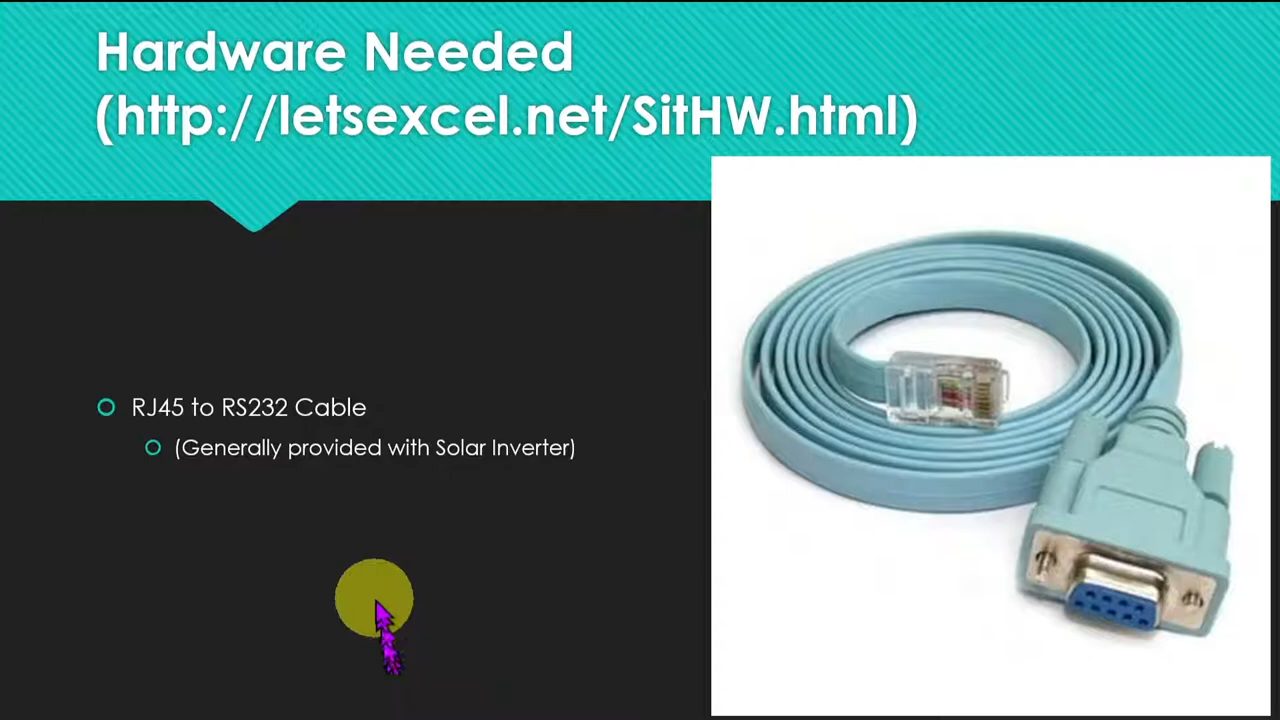 Hardware Needed
(http://letsexcel.net/SitHW.html)
RJ45 to RS232 Cable
(Generally provided with Solar Inverter)